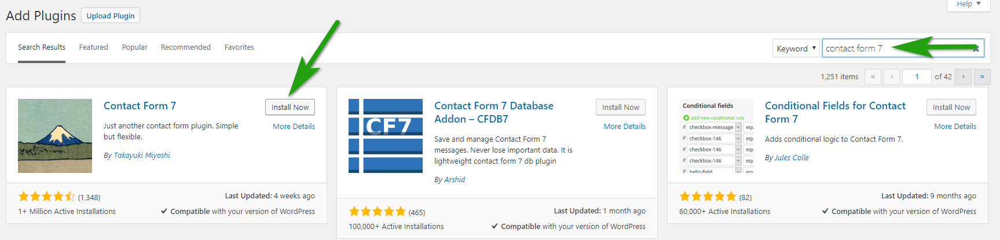 Help ▼
Add Plugins Upload Plugin
Search Results Featured Popular Recommended Favorites Keyword ▼ contact form 7
1,251 items « ‹ 1 of 42 › »
Contact Form 7
Install Now
More Details
Just another contact form plugin. Simple
but flexible.
By Takayuki Miyoshi
(1,348)
Last Updated: 4 weeks ago
1+ Million Active Installations
✔ Compatible with your version of WordPress
CF7
Contact Form 7 Database
Addon – CFDB7
Install Now
More Details
Save and manage Contact Form 7
messages. Never lose important data. It is
lightweight contact form 7 db plugin
By Arshid
(465)
Last Updated: 1 month ago
100,000+ Active Installations
✔ Compatible with your version of WordPress
Conditional fields
add new conditional rule
if checkbox-message equ
if checkbox-146 equ
if checkbox-146 equ
if checkbox-146 equ
if hello-field equ
Conditional Fields for Contact
Form 7
Install Now
More Details
Adds conditional logic to Contact Form 7.
By Jules Colle
(82)
Last Updated: 9 months ago
60,000+ Active Installations
✔ Compatible with your version of WordPress